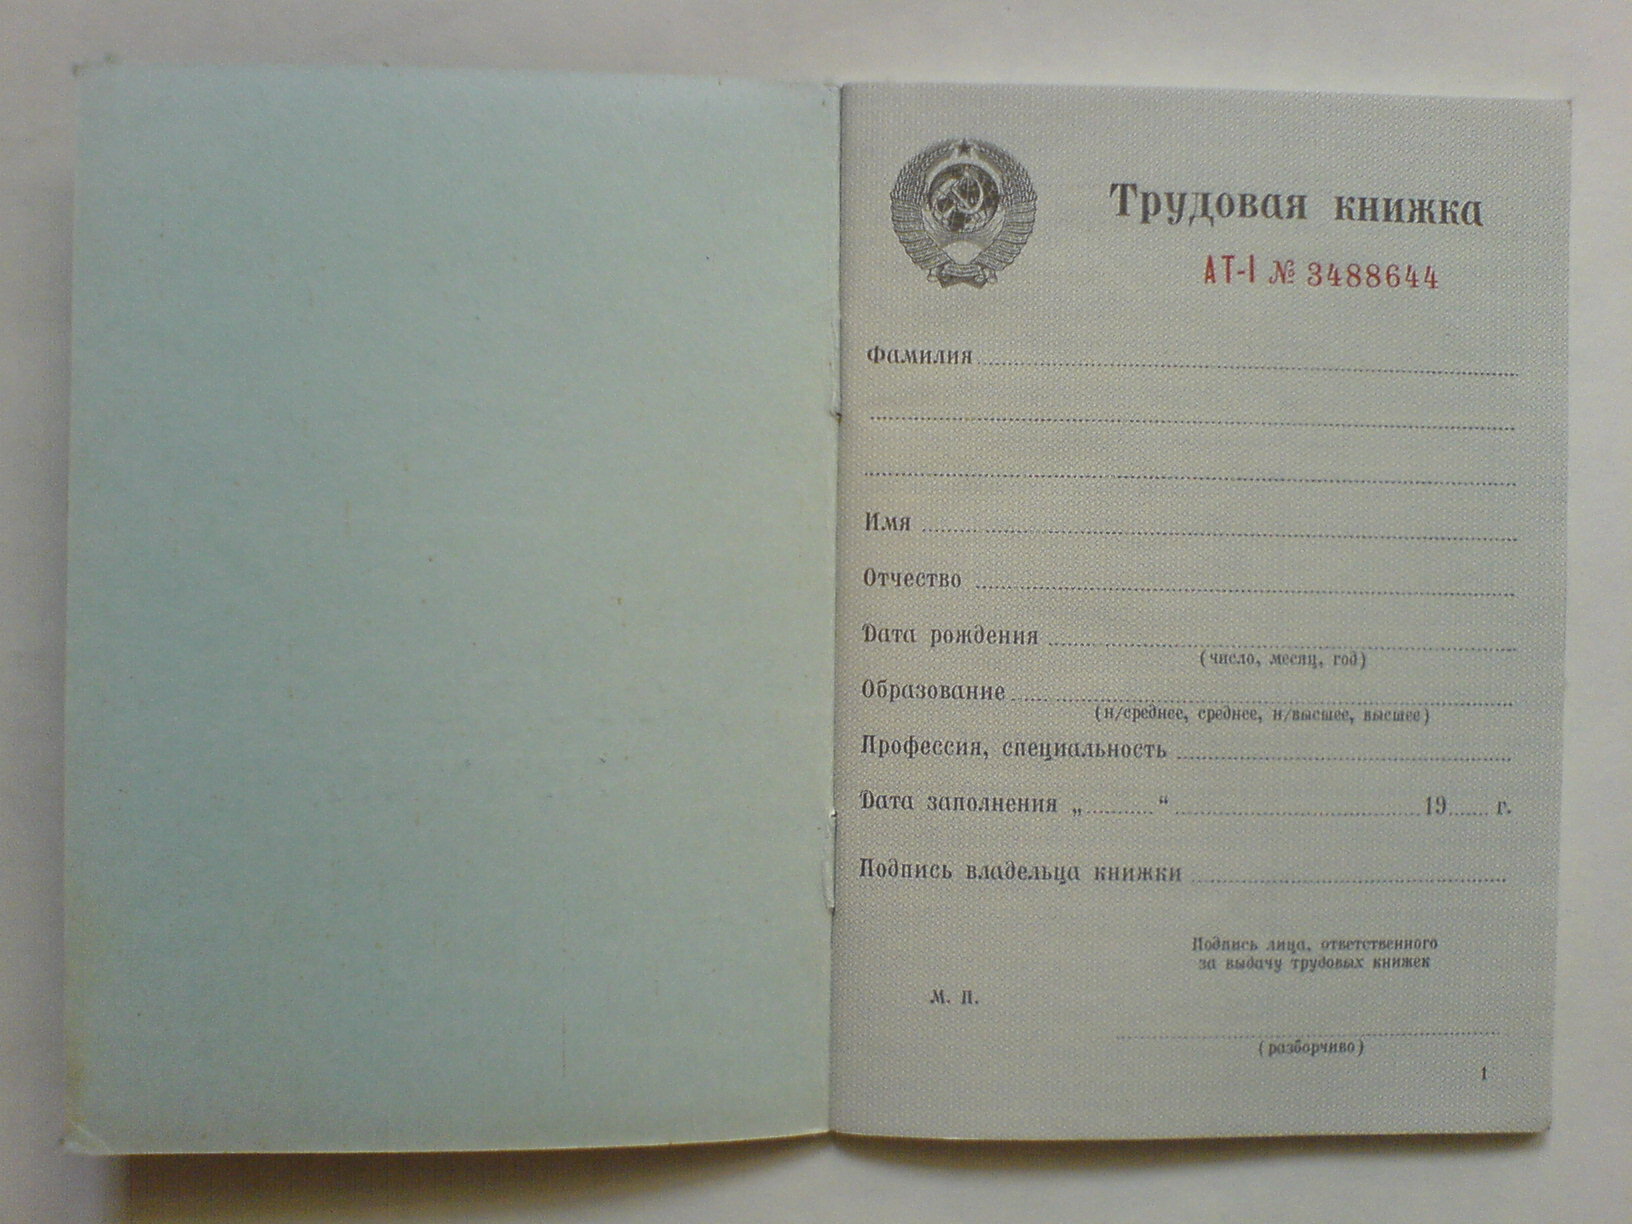 Трудовая книжка
АТ-I № 3488644
Фамилия
Имя
Отчество
Дата рождения
(число, месяц, год)
Образование
(н/среднее, среднее, н/высшее, высшее)
Профессия, специальность
Дата заполнения „ “ 19 г.
Подпись владельца книжки
Подпись лица, ответственного
за выдачу трудовых книжек
М. П.
(разборчиво)
1